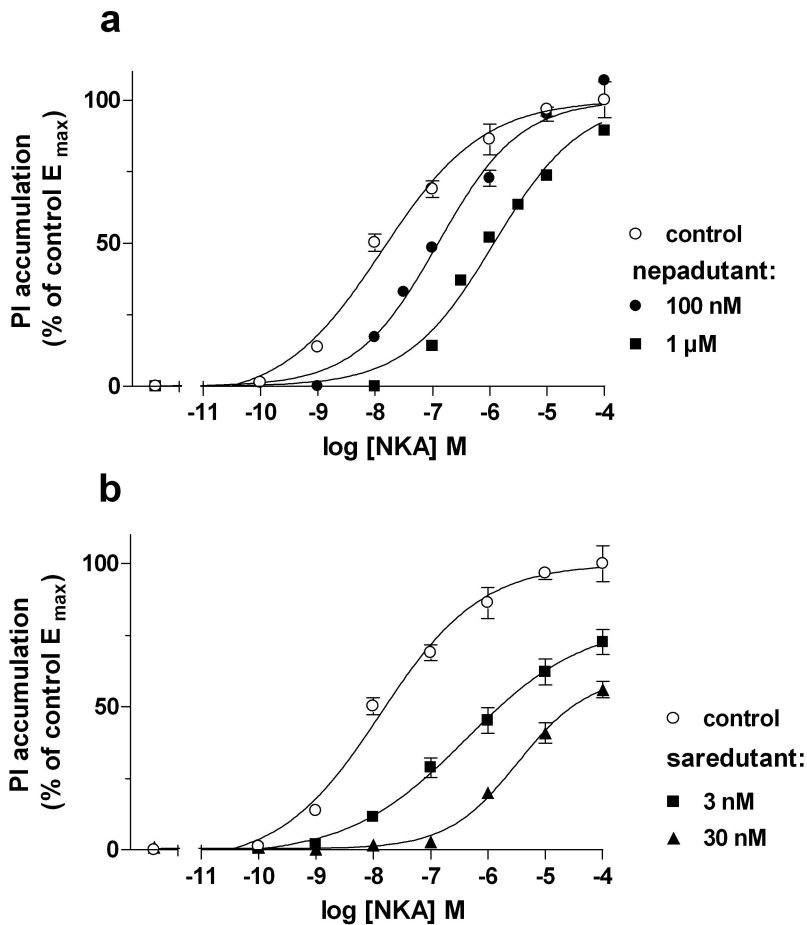 a
PI accumulation
(% of control E max)
100
50
0
-11 -10 -9 -8 -7 -6 -5 -4
log [NKA] M
control
nepadutant:
100 nM
1 µM
b
PI accumulation
(% of control E max)
100
50
0
-11 -10 -9 -8 -7 -6 -5 -4
log [NKA] M
control
saredutant:
3 nM
30 nM